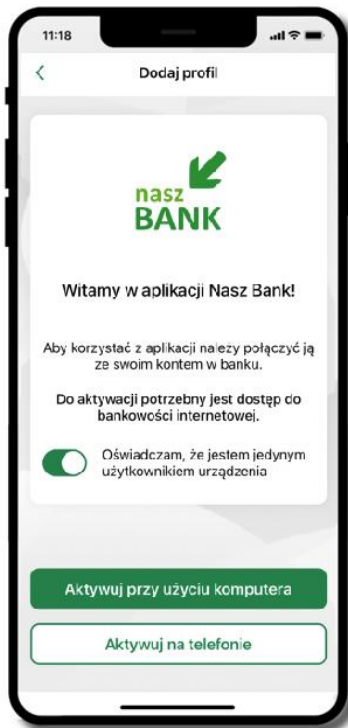 11:18
Dodaj profil
nasz
BANK
Witamy w aplikacji Nasz Bank!
Aby korzystać z aplikacji należy połączyć ją
ze swoim kontem w banku.
Do aktywacji potrzebny jest dostęp do
bankowości internetowej.
Oświadczam, że jestem jedynym
użytkownikiem urządzenia
Aktywuj przy użyciu komputera
Aktywuj na telefonie